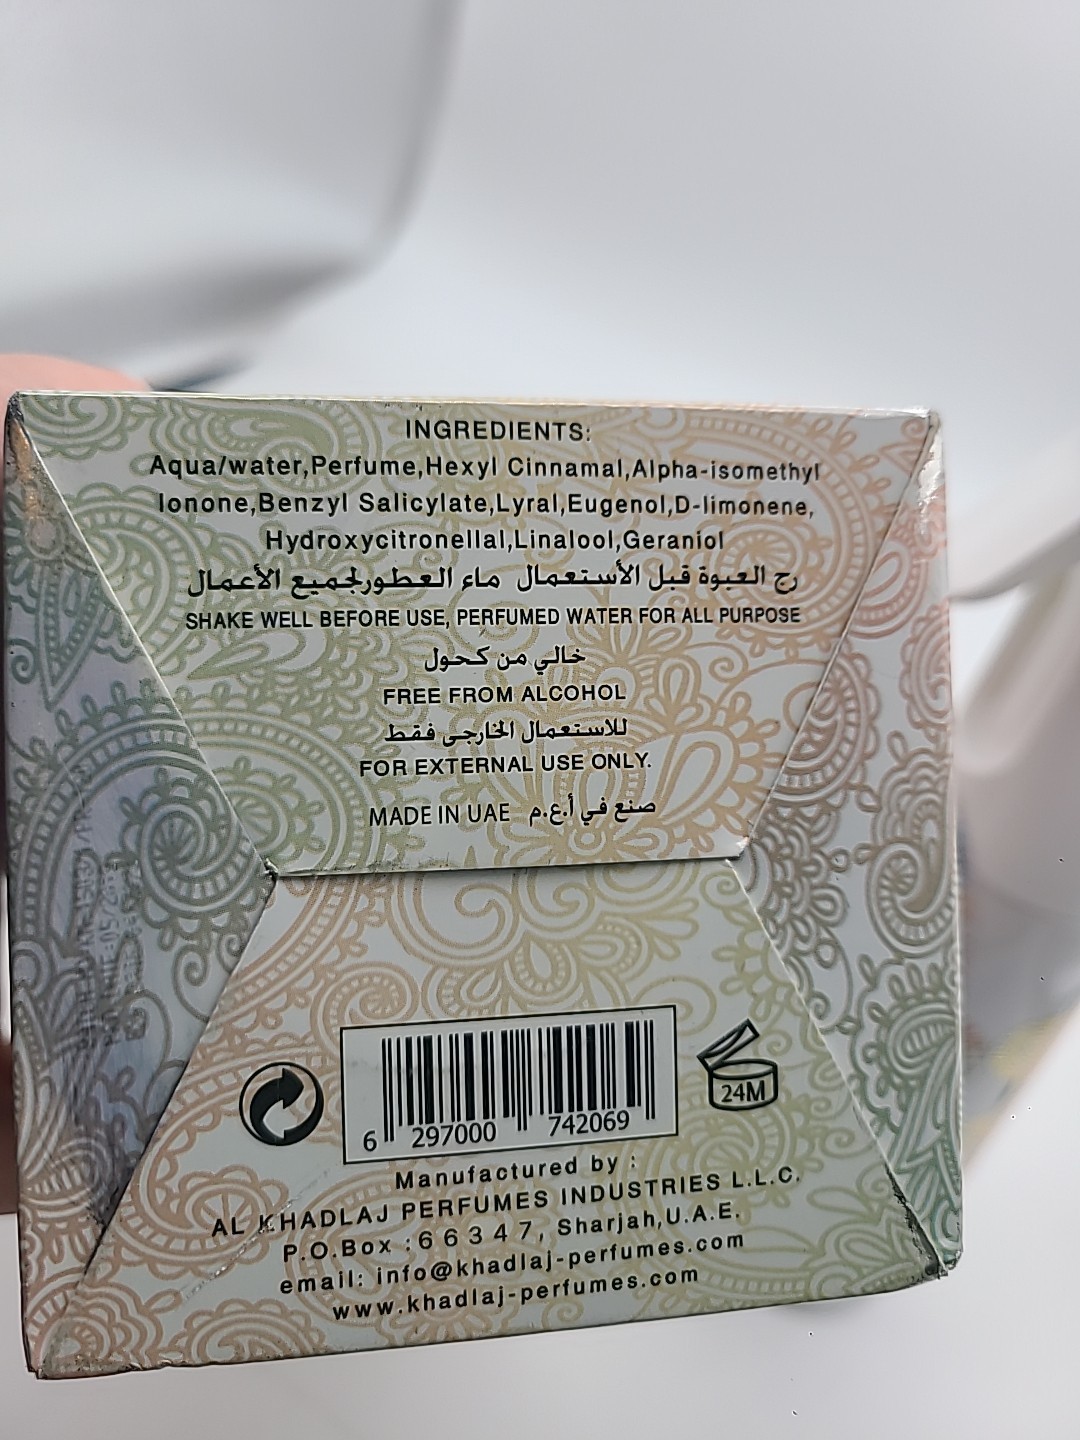 INGREDIENTS:
Aqua/water,Perfume,Hexyl Cinnamal,Alpha-isomethyl
Ionone,Benzyl Salicylate,Lyral,Eugenol,D-limonene,
Hydroxycitronellal,Linalool,Geraniol
رج العبوة قبل الأستعمال ماء العطور لجميع الأعمال
SHAKE WELL BEFORE USE, PERFUMED WATER FOR ALL PURPOSE
خالي من كحول
FREE FROM ALCOHOL
للاستعمال الخارجى فقط
FOR EXTERNAL USE ONLY.
MADE IN UAE صنع في أ.ع.م
24M
6 297000 742069
Manufactured by :
AL KHADLAJ PERFUMES INDUSTRIES L.L.C.
P.O.Box :66347, Sharjah,U.A.E.
email: info@khadlaj-perfumes.com
www.khadlaj-perfumes.com